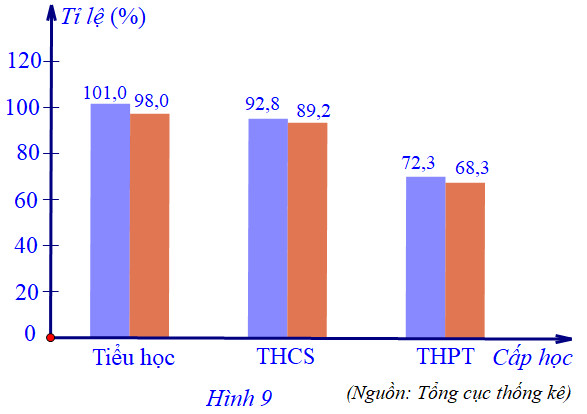 Tỉ lệ (%)
120
100
80
60
40
20
0
101,0 98,0
92,8 89,2
72,3 68,3
Tiểu học THCS THPT Cấp học
Hình 9
(Nguồn: Tổng cục thống kê)